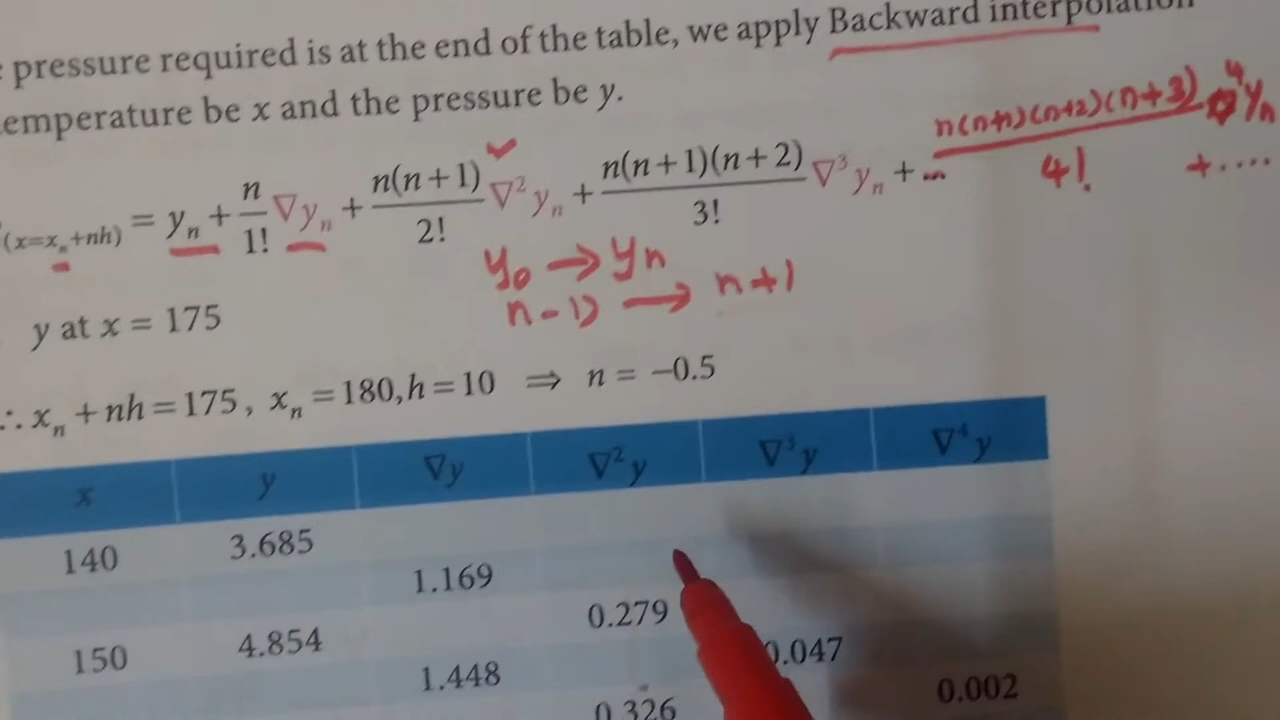 pressure required is at the end of the table, we apply Backward interpolation
temperature be x and the pressure be y.
n(n+1)(n+2)(n+3) ∇⁴yₙ
(x=xₙ+nh) = yₙ + n/1! ∇yₙ + n(n+1)/2! ∇²yₙ + n(n+1)(n+2)/3! ∇³yₙ + ... 4! + ....
y₀ → yₙ
n-1) → n+1
y at x = 175
∴ xₙ + nh = 175, xₙ = 180, h = 10 ⇒ n = −0.5
x y ∇y ∇²y ∇³y ∇⁴y
140 3.685
1.169
0.279
150 4.854 0.047
1.448 0.002
0.326